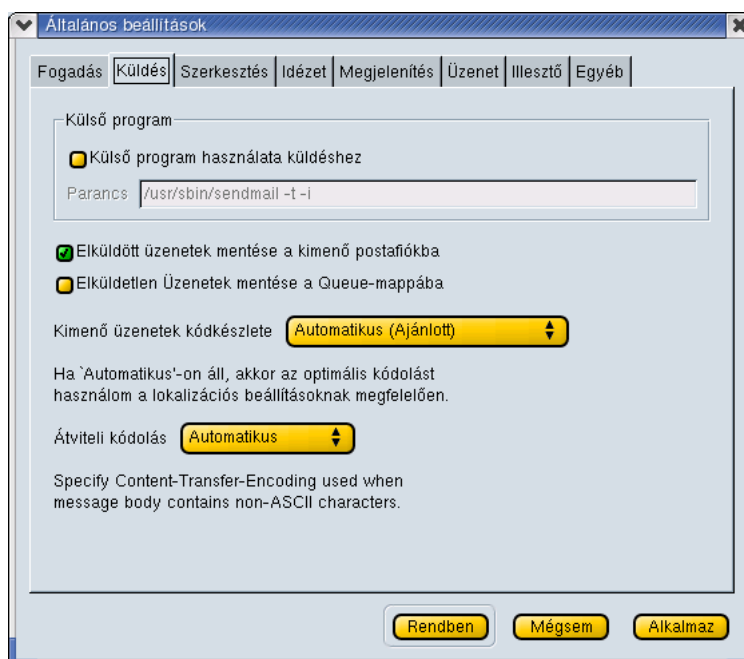 Általános beállítások
Fogadás Küldés Szerkesztés Idézet Megjelenítés Üzenet Illesztő Egyéb
Külső program
Külső program használata küldéshez
Parancs /usr/sbin/sendmail -t -i
Elküldött üzenetek mentése a kimenő postafiókba
Elküldetlen Üzenetek mentése a Queue-mappába
Kimenő üzenetek kódkészlete Automatikus (Ajánlott)
Ha `Automatikus'-on áll, akkor az optimális kódolást
használom a lokalizációs beállításoknak megfelelően.
Átviteli kódolás Automatikus
Specify Content-Transfer-Encoding used when
message body contains non-ASCII characters.
Rendben Mégsem Alkalmaz